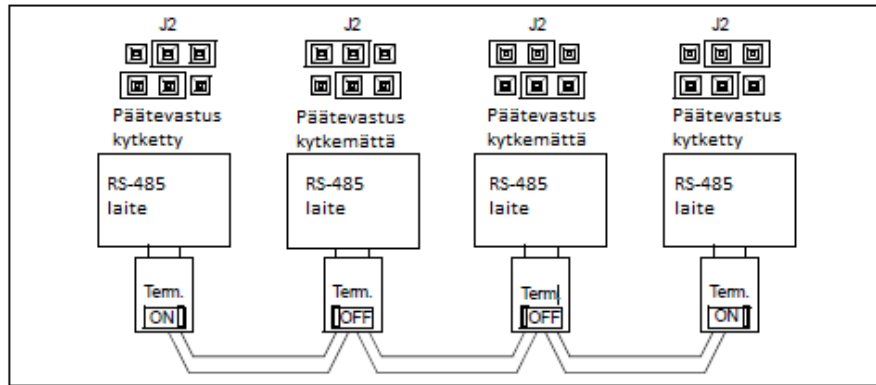 J2 J2 J2 J2
Päätevastus Päätevastus Päätevastus Päätevastus
kytketty kytkemättä kytkemättä kytketty
RS-485 RS-485 RS-485 RS-485
laite laite laite laite
Term. Term. Term. Term.
ON OFF OFF ON